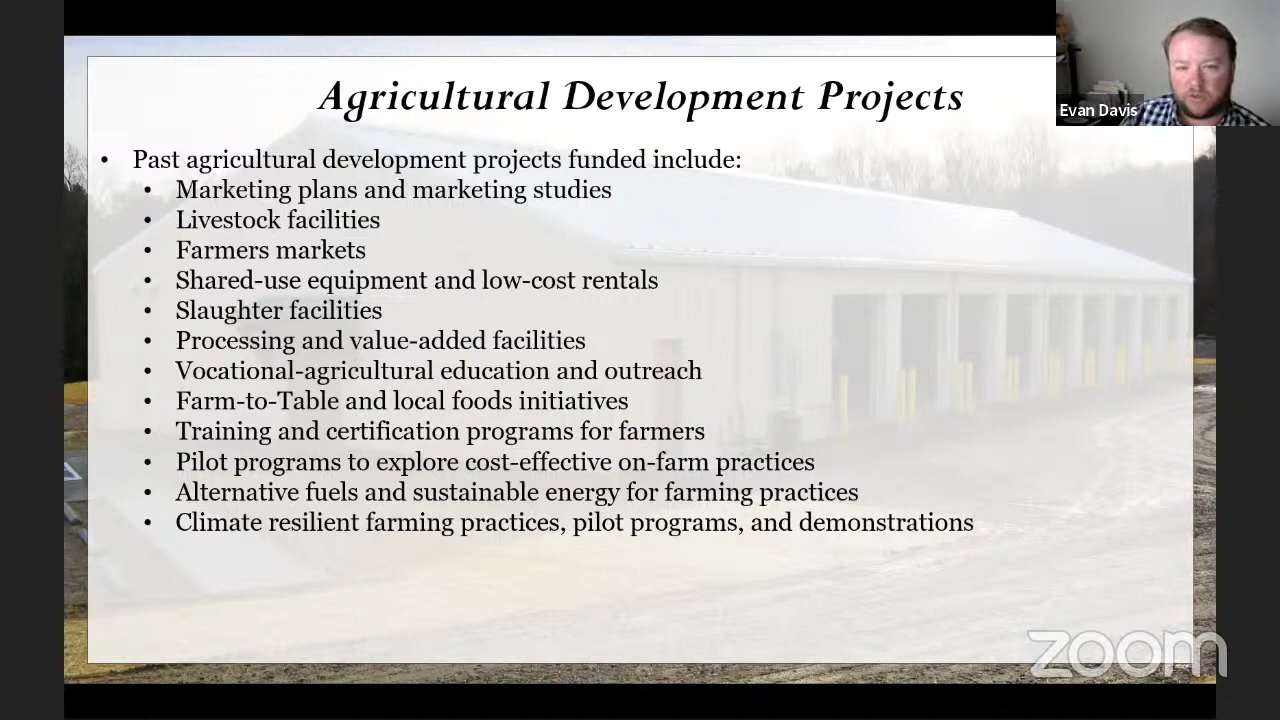 Agricultural Development Projects
Evan Davis
• Past agricultural development projects funded include:
• Marketing plans and marketing studies
• Livestock facilities
• Farmers markets
• Shared-use equipment and low-cost rentals
• Slaughter facilities
• Processing and value-added facilities
• Vocational-agricultural education and outreach
• Farm-to-Table and local foods initiatives
• Training and certification programs for farmers
• Pilot programs to explore cost-effective on-farm practices
• Alternative fuels and sustainable energy for farming practices
• Climate resilient farming practices, pilot programs, and demonstrations
zoom